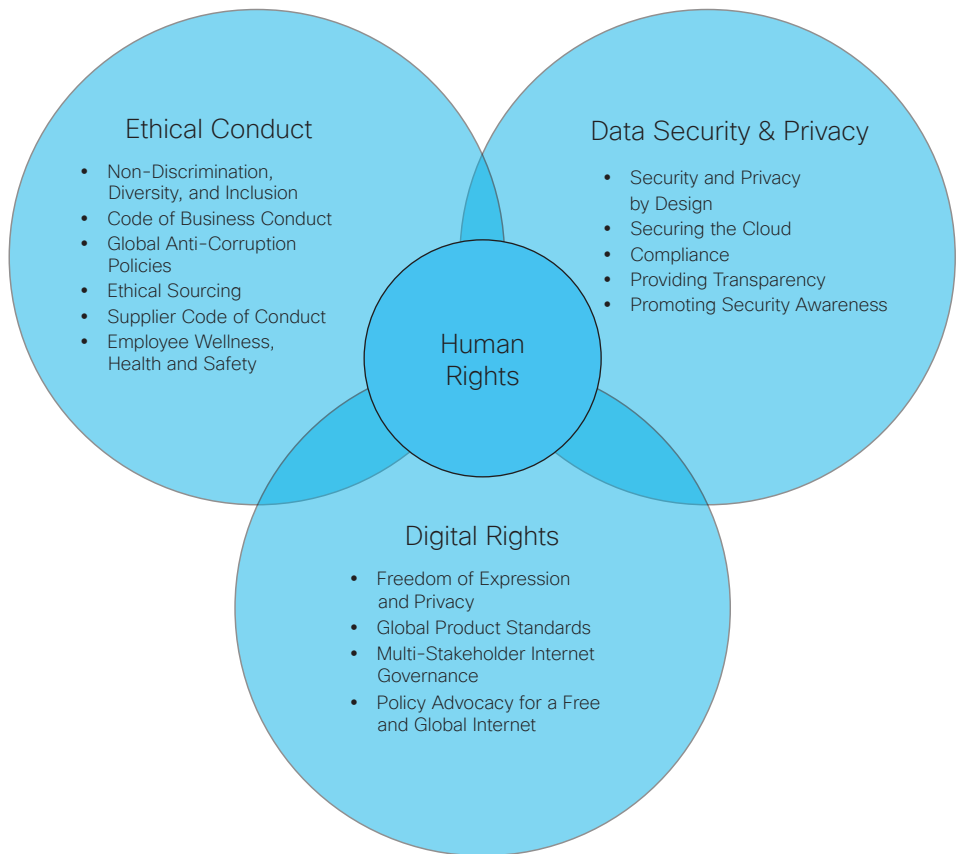 Ethical Conduct
• Non-Discrimination,
Diversity, and Inclusion
• Code of Business Conduct
• Global Anti-Corruption
Policies
• Ethical Sourcing
• Supplier Code of Conduct
• Employee Wellness,
Health and Safety
Data Security & Privacy
• Security and Privacy
by Design
• Securing the Cloud
• Compliance
• Providing Transparency
• Promoting Security Awareness
Human
Rights
Digital Rights
• Freedom of Expression
and Privacy
• Global Product Standards
• Multi-Stakeholder Internet
Governance
• Policy Advocacy for a Free
and Global Internet